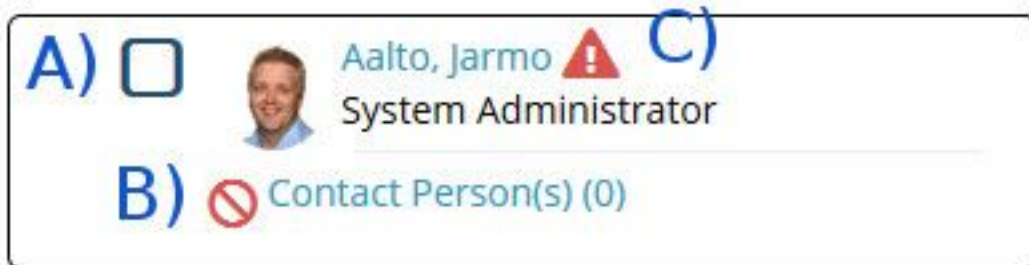 A) Aalto, Jarmo C)
System Administrator
B) Contact Person(s) (0)